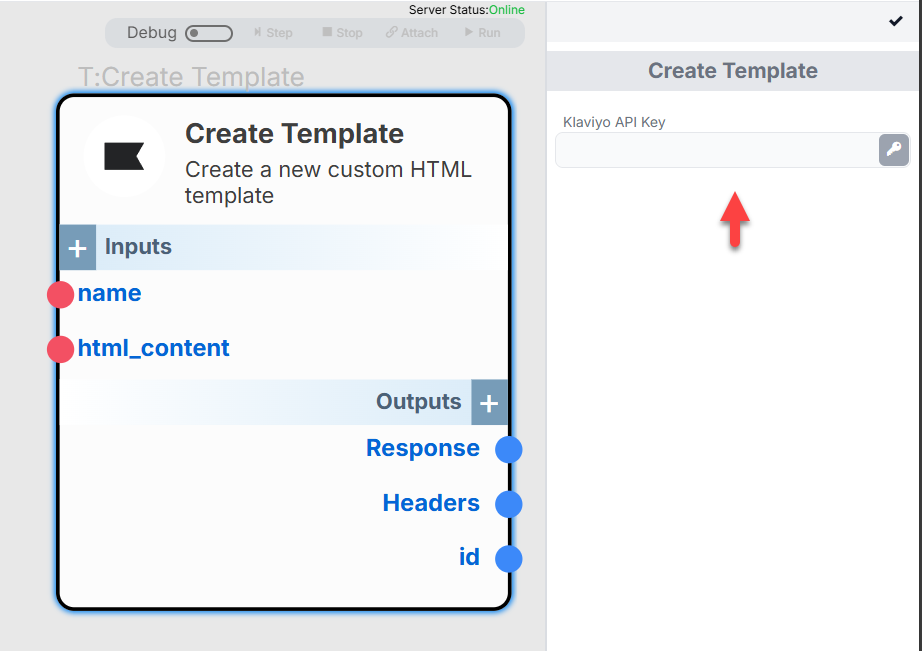 Server Status:Online
Debug Step Stop Attach Run
T:Create Template
Create Template
Create a new custom HTML
template
Inputs
name
html_content
Outputs
Response
Headers
id
Create Template
Klaviyo API Key